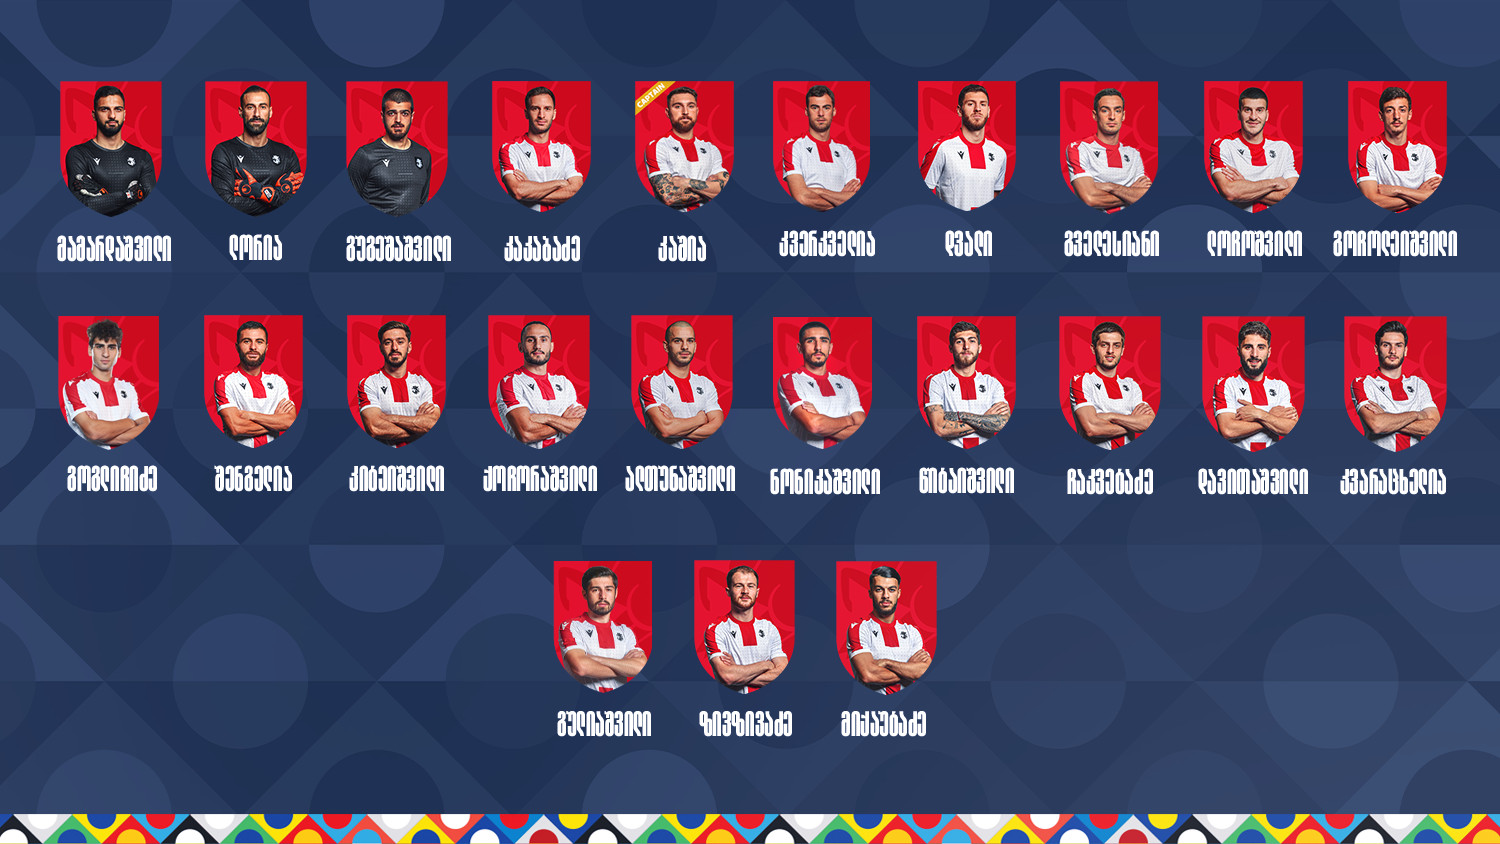 CAPTAIN
მამარდაშვილი
ლორია
გუგეშაშვილი
კაკაბაძე
კაშია
კვერკველია
დვალი
გველესიანი
ლოჩოშვილი
გოჩოლეიშვილი
გოგლიჩიძე
შენგელია
კიტეიშვილი
ქოჩორაშვილი
ალთუნაშვილი
ნონიკაშვილი
წიტაიშვილი
ჩაკვეტაძე
დავითაშვილი
კვარაცხელია
გულიაშვილი
ზივზივაძე
მიქაუტაძე